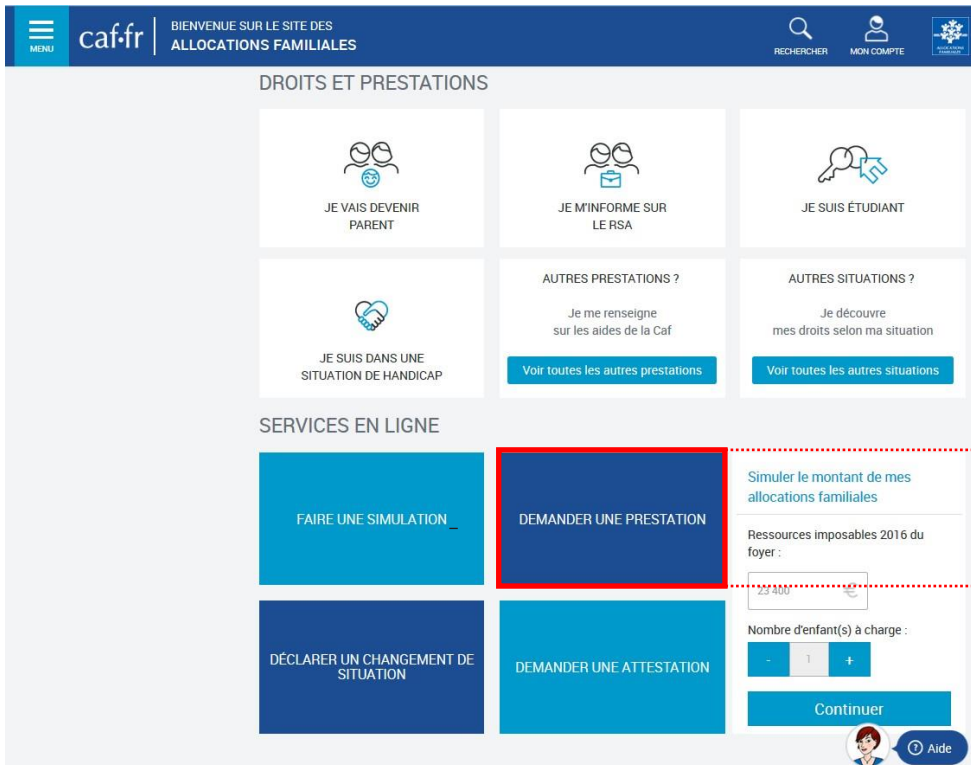 MENU
caf.fr
BIENVENUE SUR LE SITE DES
ALLOCATIONS FAMILIALES
RECHERCHER
MON COMPTE
ALLOCATIONS
FAMILIALES
DROITS ET PRESTATIONS
JE VAIS DEVENIR
PARENT
JE M'INFORME SUR
LE RSA
JE SUIS ÉTUDIANT
JE SUIS DANS UNE
SITUATION DE HANDICAP
AUTRES PRESTATIONS ?
Je me renseigne
sur les aides de la Caf
Voir toutes les autres prestations
AUTRES SITUATIONS ?
Je découvre
mes droits selon ma situation
Voir toutes les autres situations
SERVICES EN LIGNE
FAIRE UNE SIMULATION _
DEMANDER UNE PRESTATION
Simuler le montant de mes
allocations familiales
Ressources imposables 2016 du
foyer :
23 400 €
Nombre d'enfant(s) à charge :
- 1 +
Continuer
DÉCLARER UN CHANGEMENT DE
SITUATION
DEMANDER UNE ATTESTATION
? Aide